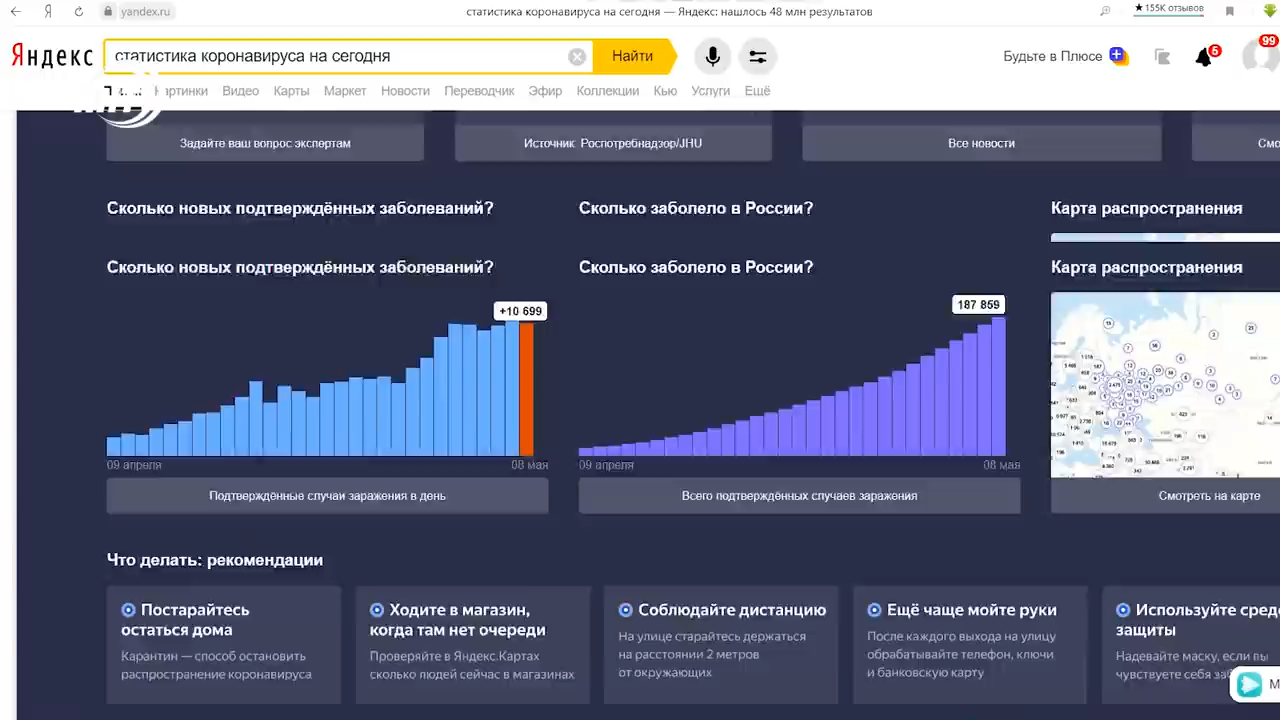 yandex.ru
статистика коронавируса на сегодня — Яндекс: нашлось 48 млн результатов
★ 155K отзывов
Яндекс
статистика коронавируса на сегодня
Найти
Будьте в Плюсе
5
99
Картинки Видео Карты Маркет Новости Переводчик Эфир Коллекции Кью Услуги Ещё
Задайте ваш вопрос экспертам
Источник: Роспотребнадзор/JHU
Все новости
Смо
Сколько новых подтверждённых заболеваний?
Сколько заболело в России?
Карта распространения
Сколько новых подтверждённых заболеваний?
Сколько заболело в России?
Карта распространения
+10 699
187 859
09 апреля
08 мая
09 апреля
08 мая
Подтверждённые случаи заражения в день
Всего подтверждённых случаев заражения
Смотреть на карте
Что делать: рекомендации
Постарайтесь
остаться дома
Карантин — способ остановить
распространение коронавируса
Ходите в магазин,
когда там нет очереди
Проверяйте в Яндекс.Картах
сколько людей сейчас в магазинах
Соблюдайте дистанцию
На улице старайтесь держаться
на расстоянии 2 метров
от окружающих
Ещё чаще мойте руки
После каждого выхода на улицу
обрабатывайте телефон, ключи
и банковскую карту
Используйте сред
защиты
Надевайте маску, если вы
чувствуете себя